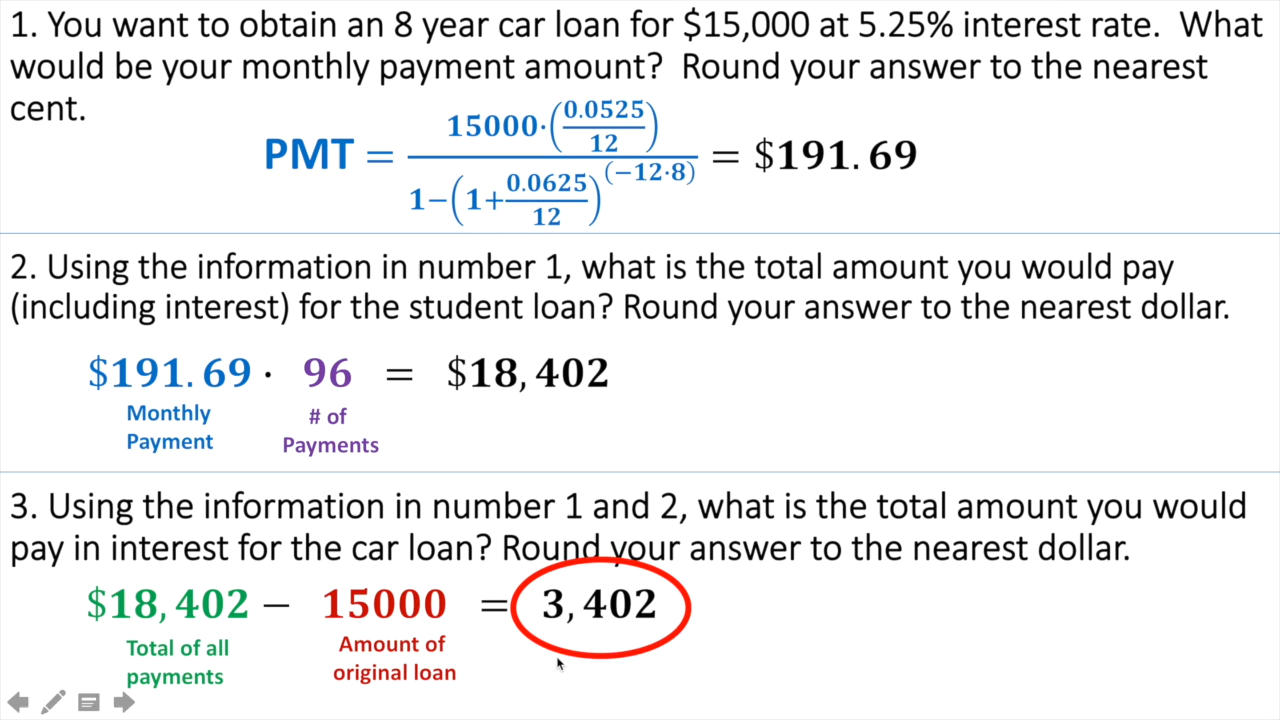 1. You want to obtain an 8 year car loan for $15,000 at 5.25% interest rate.  What
would be your monthly payment amount?  Round your answer to the nearest
cent.
PMT = 15000·(0.0525/12) / 1−(1+0.0625/12)^(−12·8) = $191.69
2. Using the information in number 1, what is the total amount you would pay
(including interest) for the student loan? Round your answer to the nearest dollar.
$191.69 · 96 = $18,402
Monthly # of
Payment Payments
3. Using the information in number 1 and 2, what is the total amount you would
pay in interest for the car loan? Round your answer to the nearest dollar.
$18,402 − 15000 = 3,402
Total of all Amount of
payments original loan